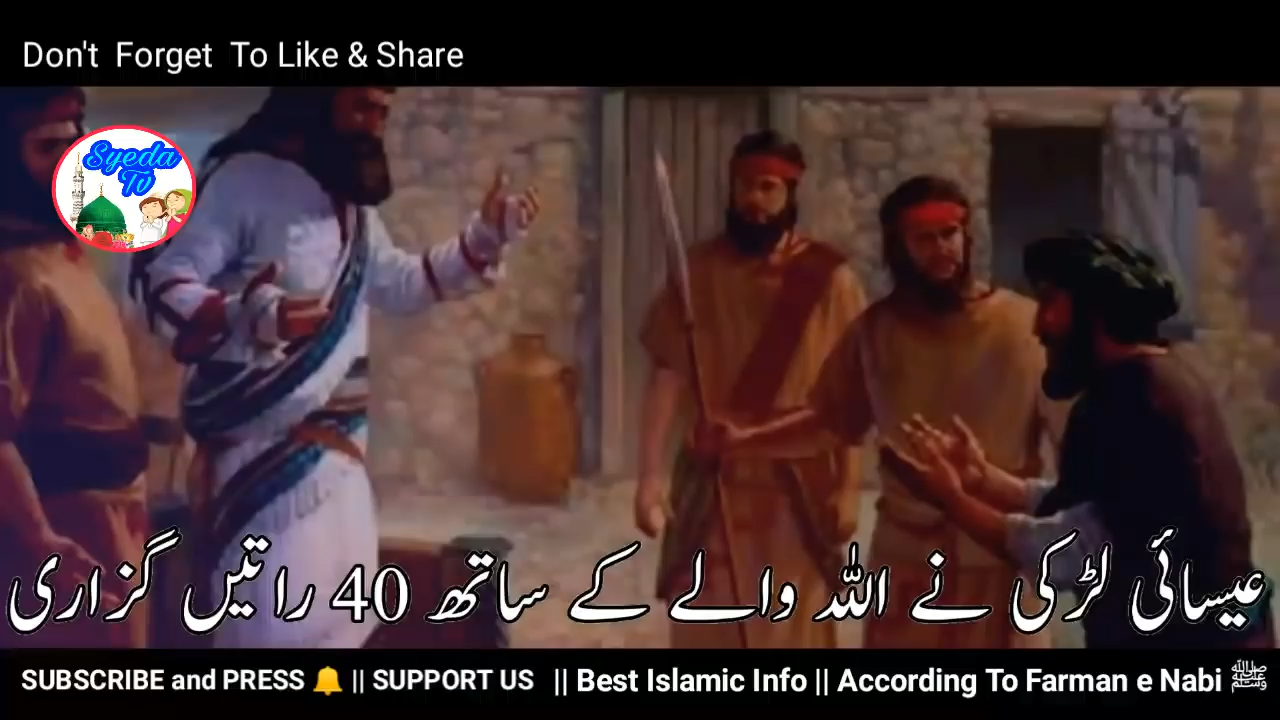 Don't Forget To Like & Share
Syeda
Tv
عیسائی لڑکی نے اللہ والے کے ساتھ 40 راتیں گزاری
SUBSCRIBE and PRESS 🔔 || SUPPORT US || Best Islamic Info || According To Farman e Nabi ﷺ